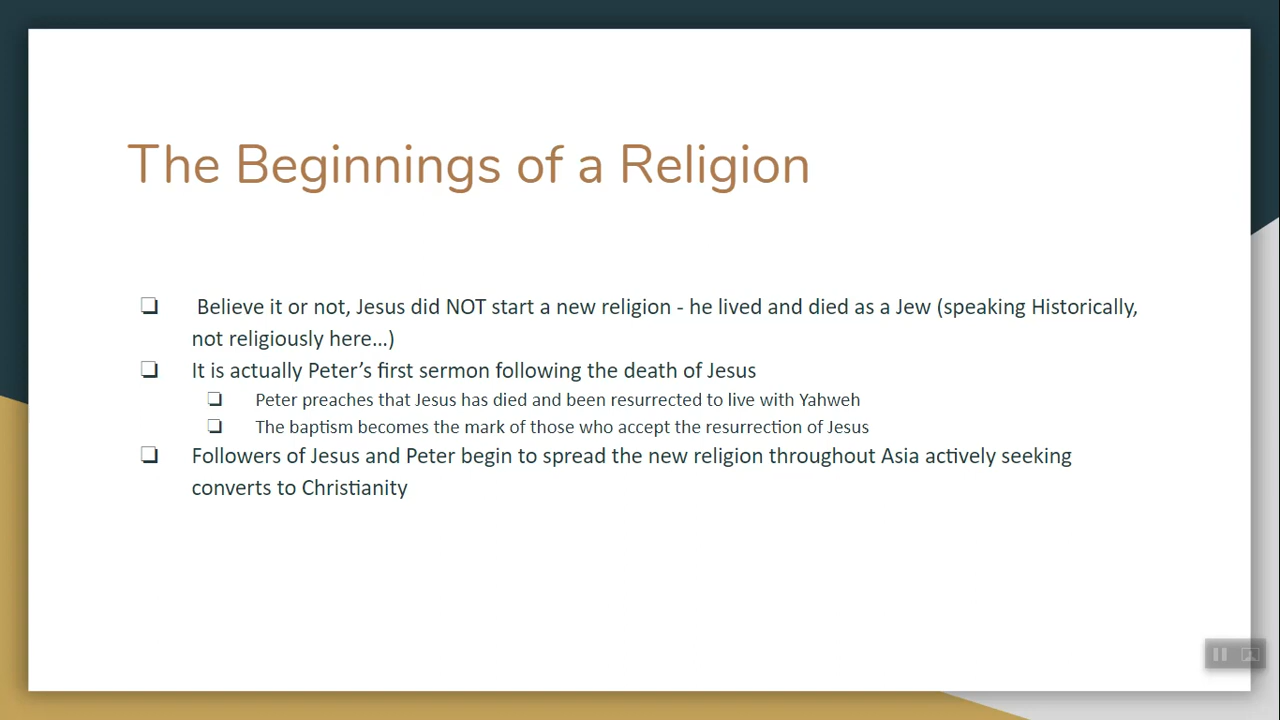 The Beginnings of a Religion
❏ Believe it or not, Jesus did NOT start a new religion - he lived and died as a Jew (speaking Historically,
not religiously here...)
❏ It is actually Peter’s first sermon following the death of Jesus
❏ Peter preaches that Jesus has died and been resurrected to live with Yahweh
❏ The baptism becomes the mark of those who accept the resurrection of Jesus
❏ Followers of Jesus and Peter begin to spread the new religion throughout Asia actively seeking
converts to Christianity